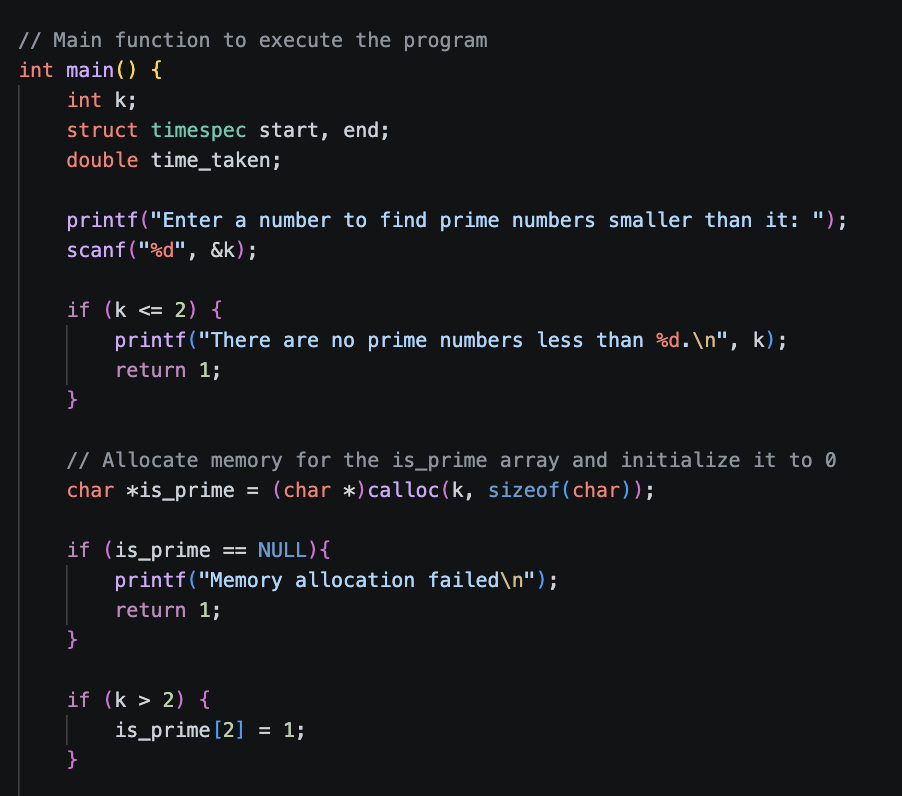 // Main function to execute the program
int main() {
    int k;
    struct timespec start, end;
    double time_taken;

    printf("Enter a number to find prime numbers smaller than it: ");
    scanf("%d", &k);

    if (k <= 2) {
        printf("There are no prime numbers less than %d.\n", k);
        return 1;
    }

    // Allocate memory for the is_prime array and initialize it to 0
    char *is_prime = (char *)calloc(k, sizeof(char));

    if (is_prime == NULL){
        printf("Memory allocation failed\n");
        return 1;
    }

    if (k > 2) {
        is_prime[2] = 1;
    }